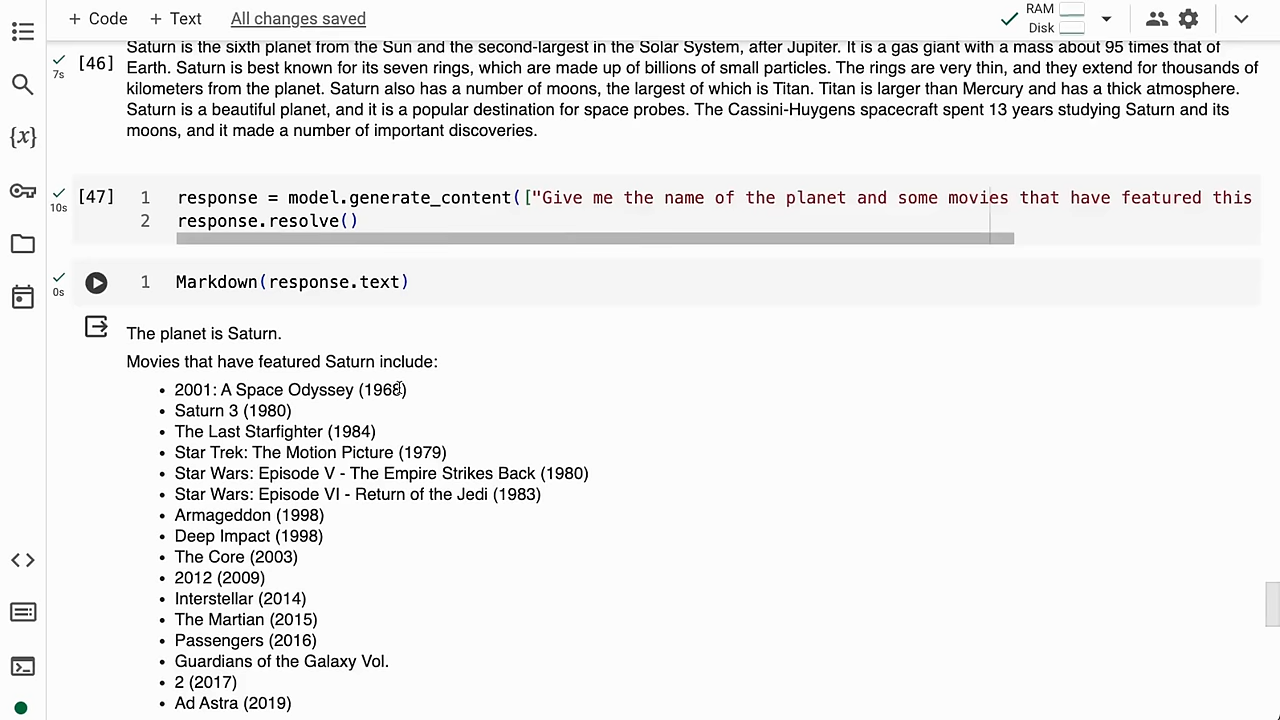 + Code + Text All changes saved
RAM
Disk
Saturn is the sixth planet from the Sun and the second-largest in the Solar System, after Jupiter. It is a gas giant with a mass about 95 times that of
[46]
7s
Earth. Saturn is best known for its seven rings, which are made up of billions of small particles. The rings are very thin, and they extend for thousands of
kilometers from the planet. Saturn also has a number of moons, the largest of which is Titan. Titan is larger than Mercury and has a thick atmosphere.
Saturn is a beautiful planet, and it is a popular destination for space probes. The Cassini-Huygens spacecraft spent 13 years studying Saturn and its
moons, and it made a number of important discoveries.
[47] 1 response = model.generate_content(["Give me the name of the planet and some movies that have featured this
10s
2 response.resolve()
1 Markdown(response.text)
0s
The planet is Saturn.
Movies that have featured Saturn include:
• 2001: A Space Odyssey (1968)
• Saturn 3 (1980)
• The Last Starfighter (1984)
• Star Trek: The Motion Picture (1979)
• Star Wars: Episode V - The Empire Strikes Back (1980)
• Star Wars: Episode VI - Return of the Jedi (1983)
• Armageddon (1998)
• Deep Impact (1998)
• The Core (2003)
• 2012 (2009)
• Interstellar (2014)
• The Martian (2015)
• Passengers (2016)
• Guardians of the Galaxy Vol.
• 2 (2017)
• Ad Astra (2019)